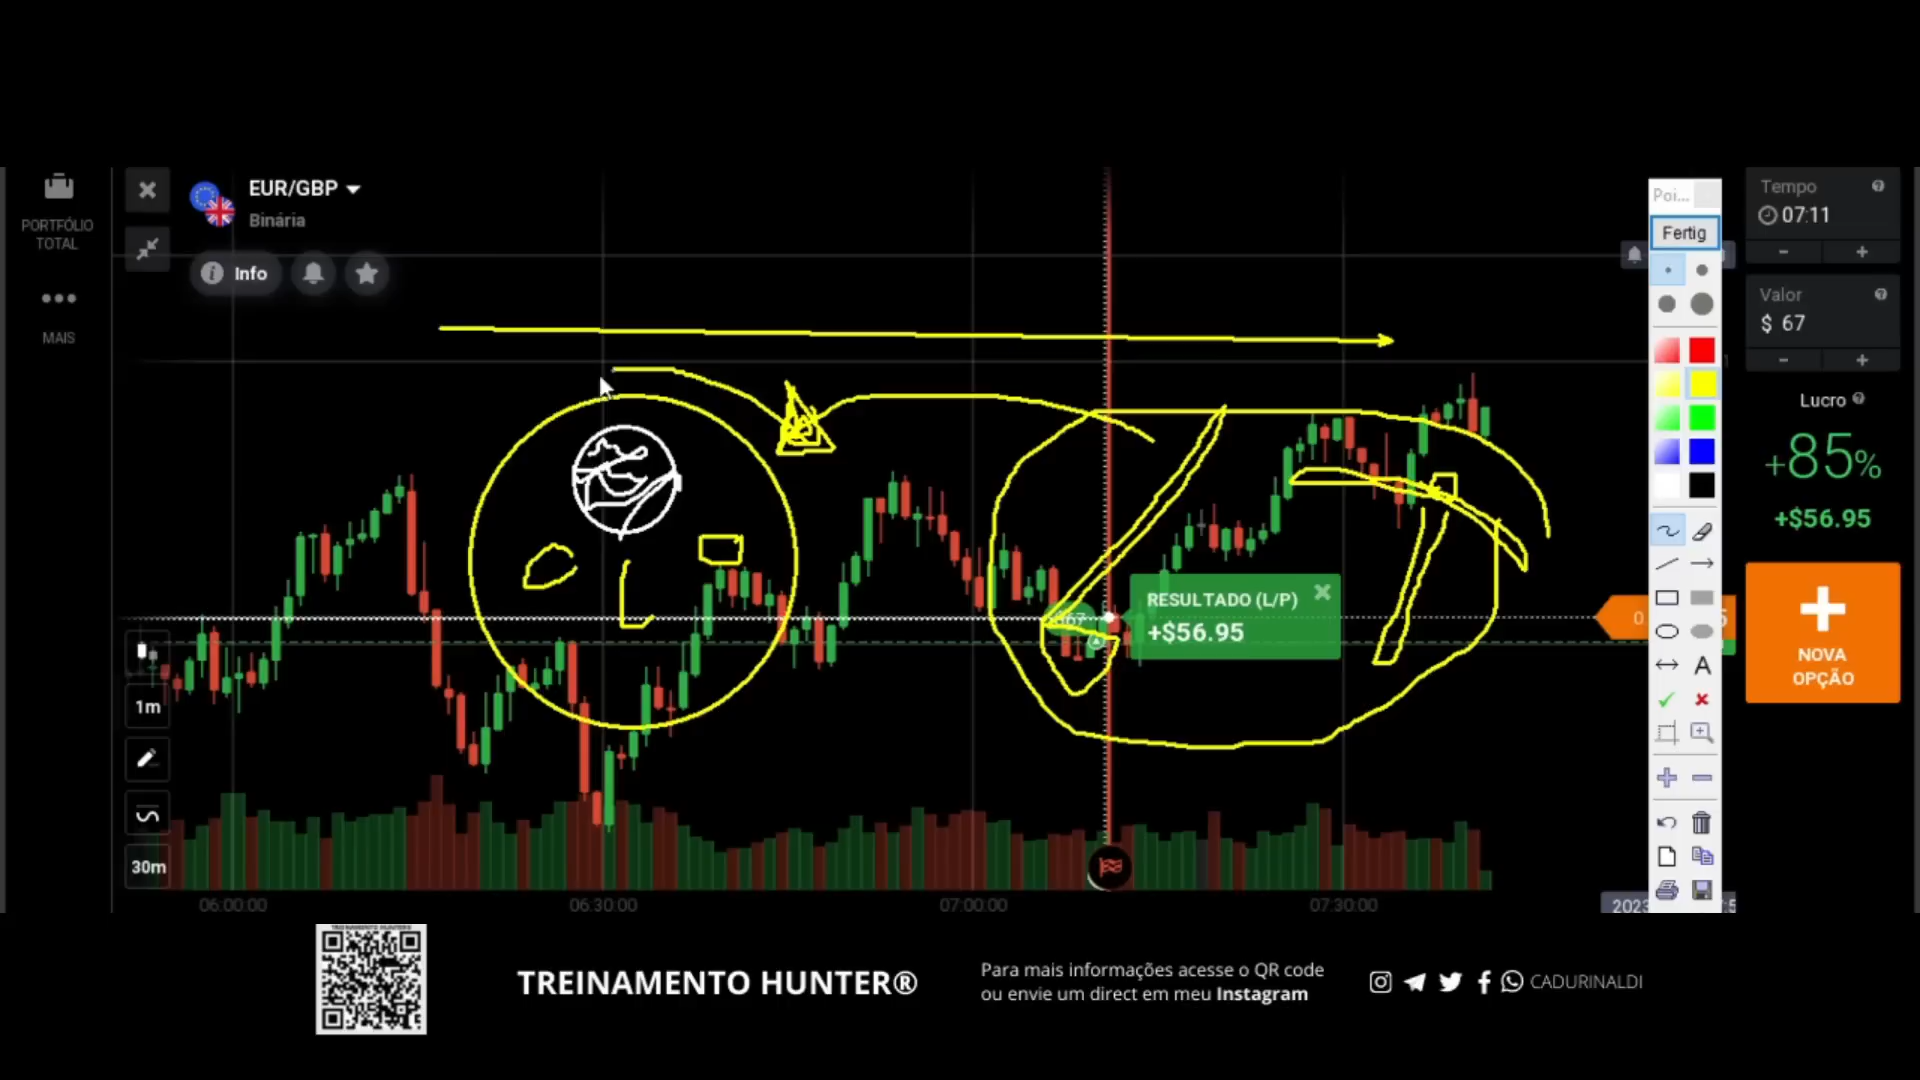 PORTFÓLIO
TOTAL
MAIS
EUR/GBP
Binária
Info
1m
30m
06:00:00
06:30:00
07:00:00
07:30:00
RESULTADO (L/P)
+$56.95
Poi...
Fertig
A
Tempo
07:11
-
+
Valor
$ 67
-
+
Lucro
+85%
+$56.95
+
NOVA
OPÇÃO
TREINAMENTO HUNTER®
Para mais informações acesse o QR code
ou envie um direct em meu Instagram
CADURINALDI